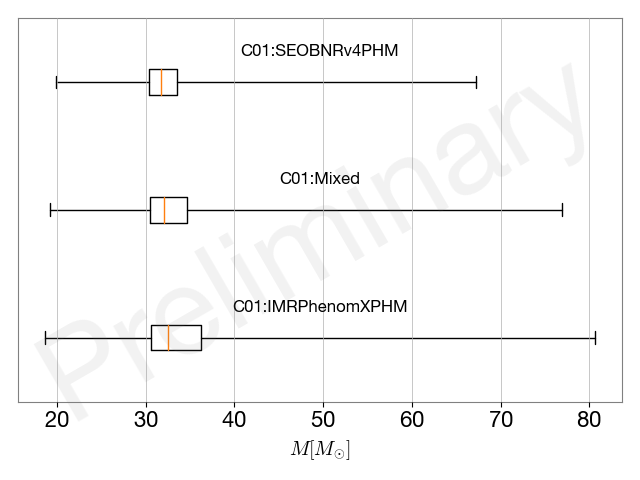 C01:SEOBNRv4PHM
C01:Mixed
C01:IMRPhenomXPHM
Preliminary
20 30 40 50 60 70 80
M[M☉]